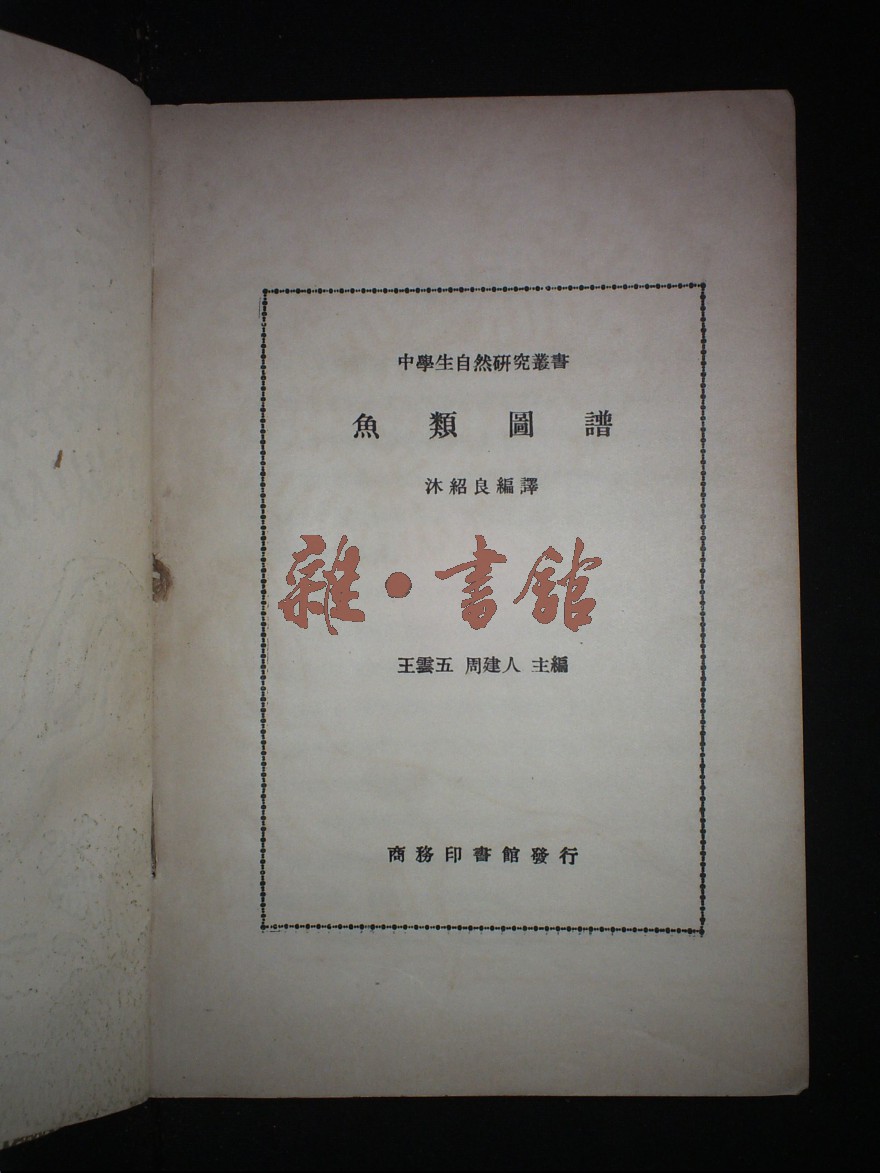 中學生自然硏究叢書
魚類圖譜
沐紹良編譯
雜·書館
王雲五 周建人 主編
商務印書館發行